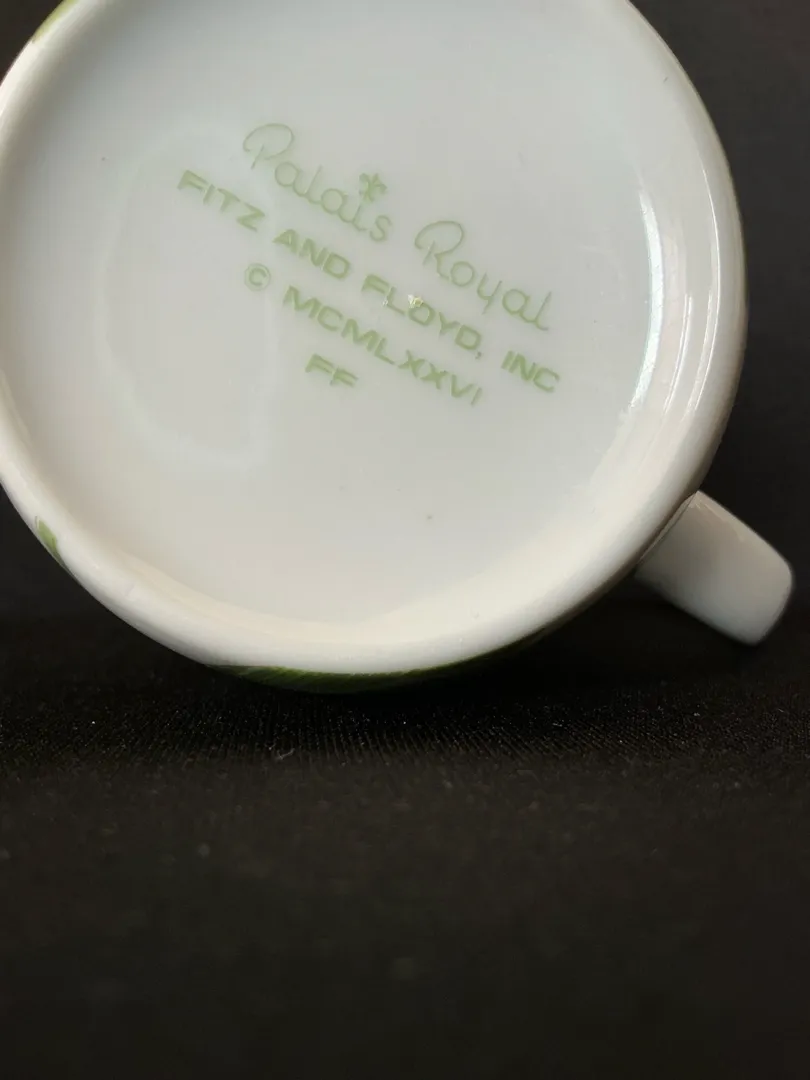 Palais Royal
FITZ AND FLOYD, INC
© MCMLXXVI
FF